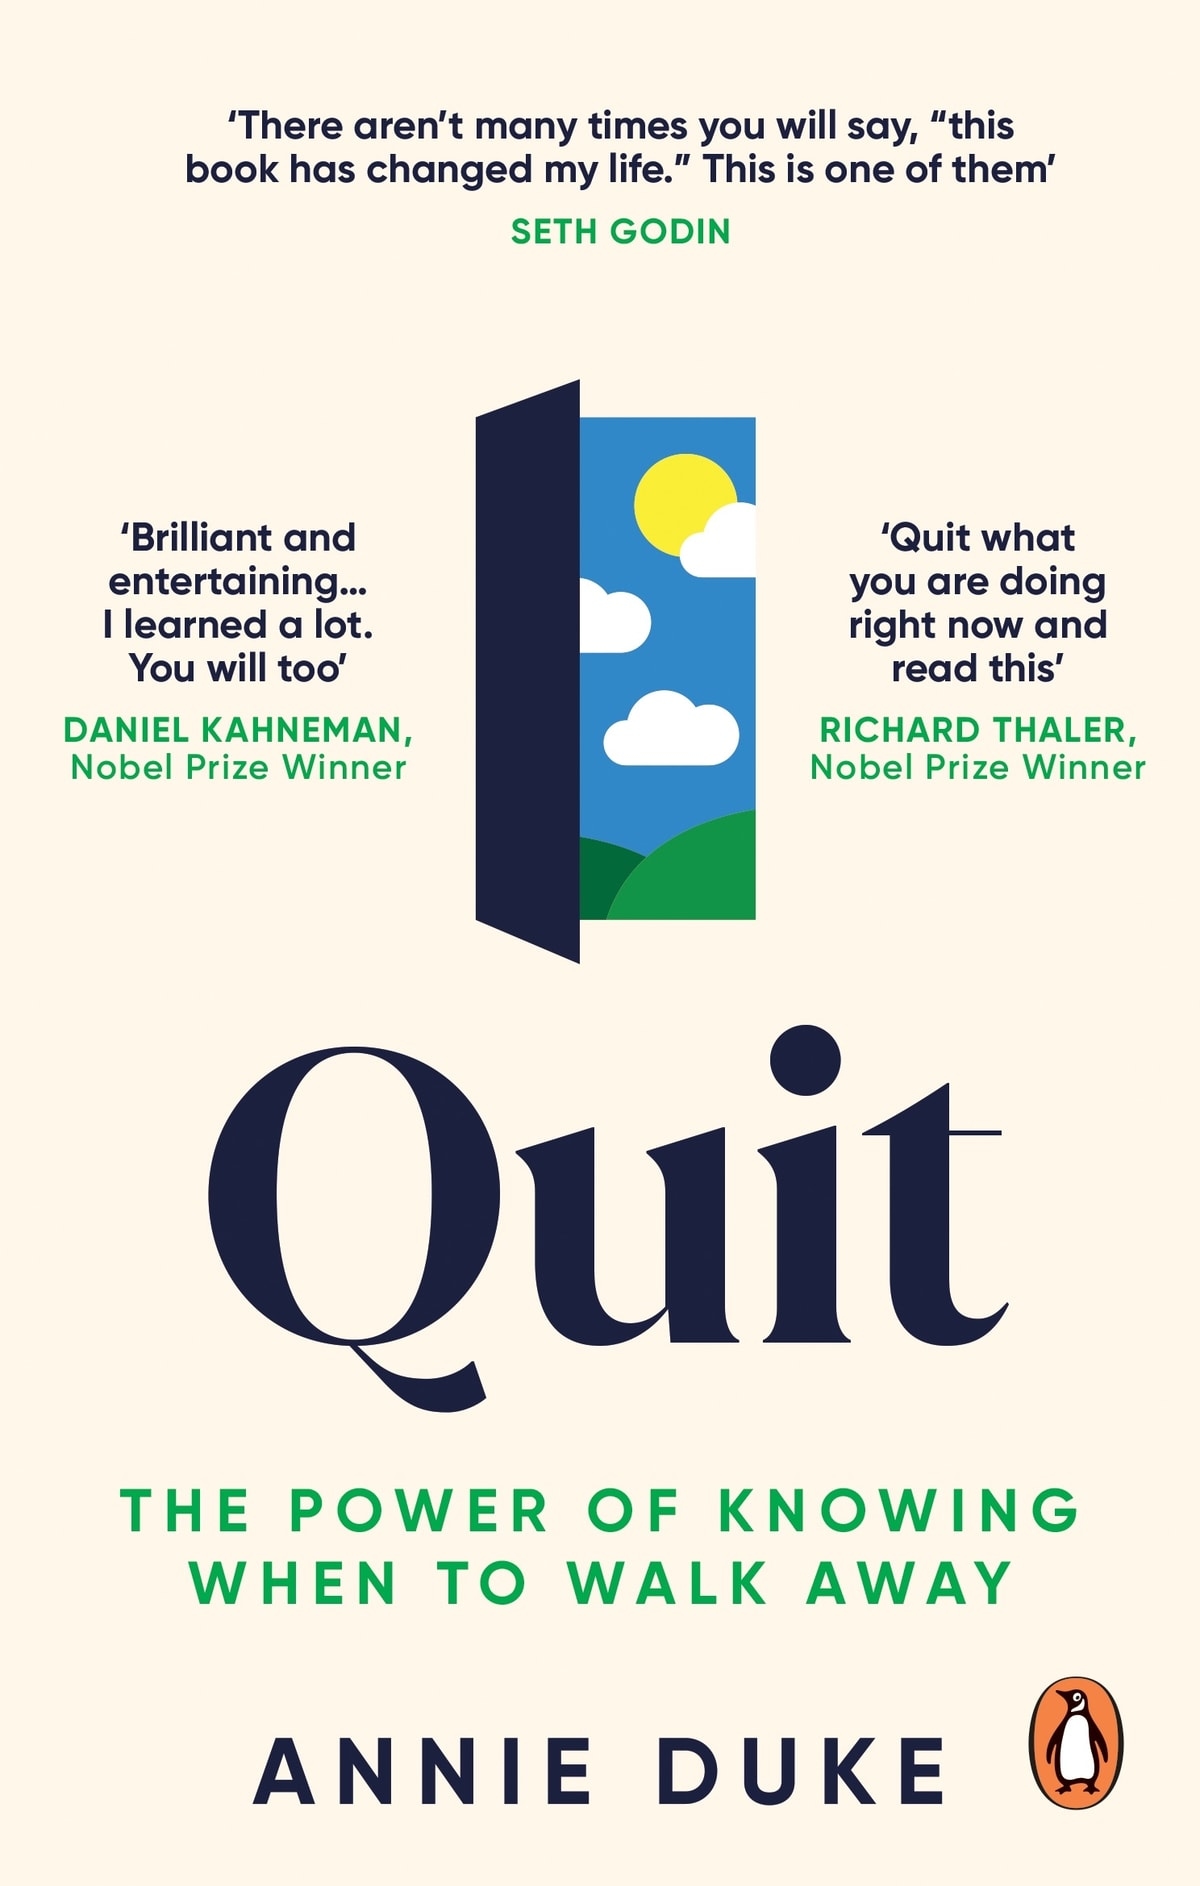 ‘There aren’t many times you will say, “this
book has changed my life.” This is one of them’
SETH GODIN
‘Brilliant and
entertaining...
I learned a lot.
You will too’
DANIEL KAHNEMAN,
Nobel Prize Winner
‘Quit what
you are doing
right now and
read this’
RICHARD THALER,
Nobel Prize Winner
Quit
THE POWER OF KNOWING
WHEN TO WALK AWAY
ANNIE DUKE